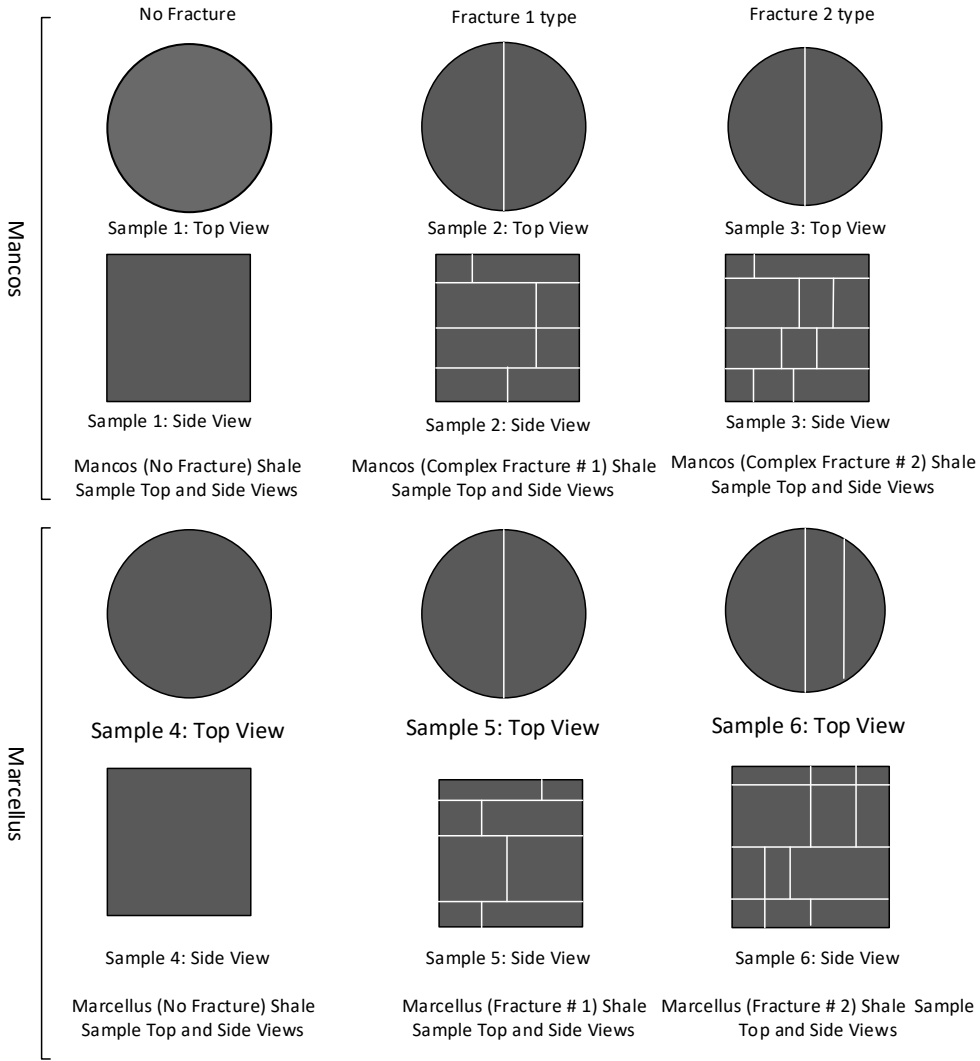 No Fracture
Fracture 1 type
Fracture 2 type
Mancos
Sample 1: Top View
Sample 2: Top View
Sample 3: Top View
Sample 1: Side View
Sample 2: Side View
Sample 3: Side View
Mancos (No Fracture) Shale
Sample Top and Side Views
Mancos (Complex Fracture # 1) Shale
Sample Top and Side Views
Mancos (Complex Fracture # 2) Shale
Sample Top and Side Views
Marcellus
Sample 4: Top View
Sample 5: Top View
Sample 6: Top View
Sample 4: Side View
Sample 5: Side View
Sample 6: Side View
Marcellus (No Fracture) Shale
Sample Top and Side Views
Marcellus (Fracture # 1) Shale
Sample Top and Side Views
Marcellus (Fracture # 2) Shale Sample
Top and Side Views